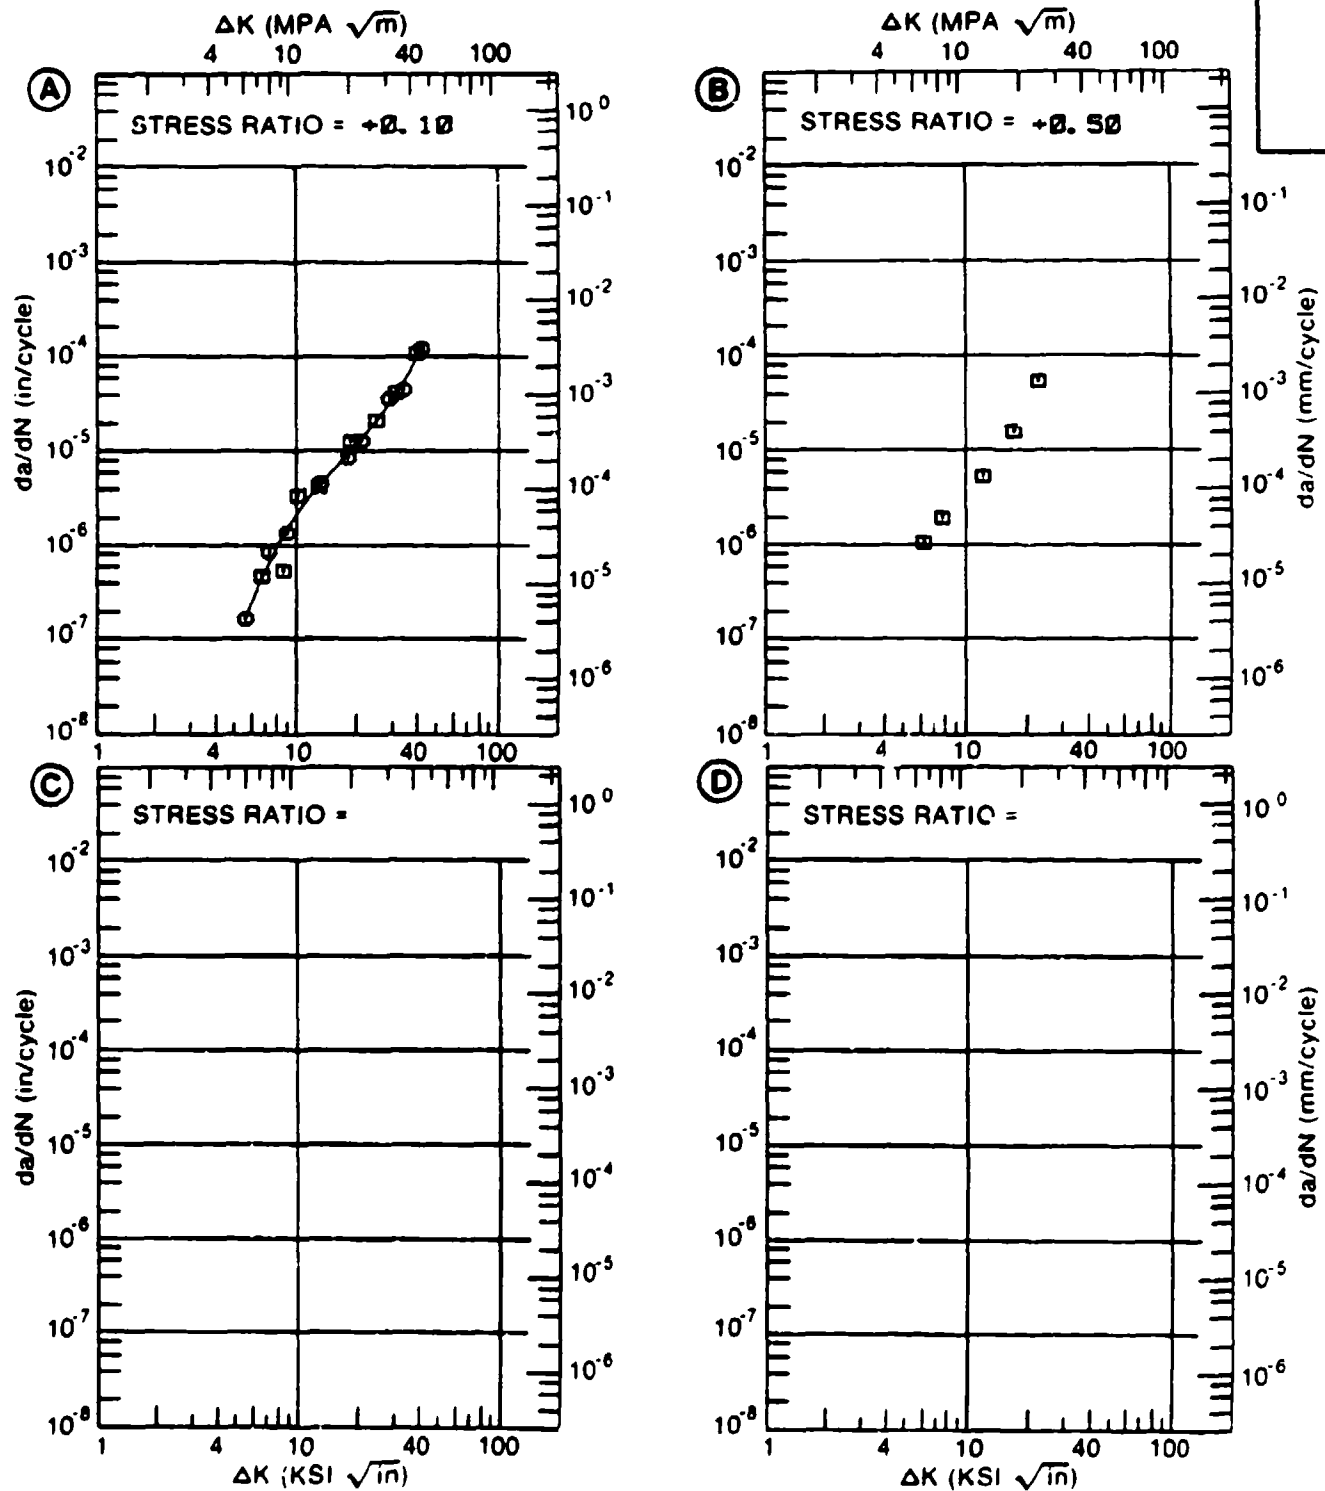 ΔK (MPA √m) ΔK (MPA √m)
4 10 40 100 4 10 40 100
A B
STRESS RATIO = +0.10 STRESS RATIO = +0.50
10^0
10^-2 10^-2
10^-1 10^-1
10^-3 10^-3
10^-2 10^-2
10^-4 10^-4
10^-3 10^-3
10^-5 10^-5
10^-4 10^-4
10^-6 10^-6
10^-5 10^-5
10^-7 10^-7
10^-6 10^-6
10^-8 10^-8
da/dN (in/cycle) da/dN (mm/cycle)
1 4 10 40 100 1 4 10 40 100
C D
STRESS RATIO = STRESS RATIO =
10^0 10^0
10^-2 10^-2
10^-1 10^-1
10^-3 10^-3
10^-2 10^-2
10^-4 10^-4
10^-3 10^-3
10^-5 10^-5
10^-4 10^-4
10^-6 10^-6
10^-5 10^-5
10^-7 10^-7
10^-6 10^-6
10^-8 10^-8
da/dN (in/cycle) da/dN (mm/cycle)
1 4 10 40 100 1 4 10 40 100
ΔK (KSI √in) ΔK (KSI √in)